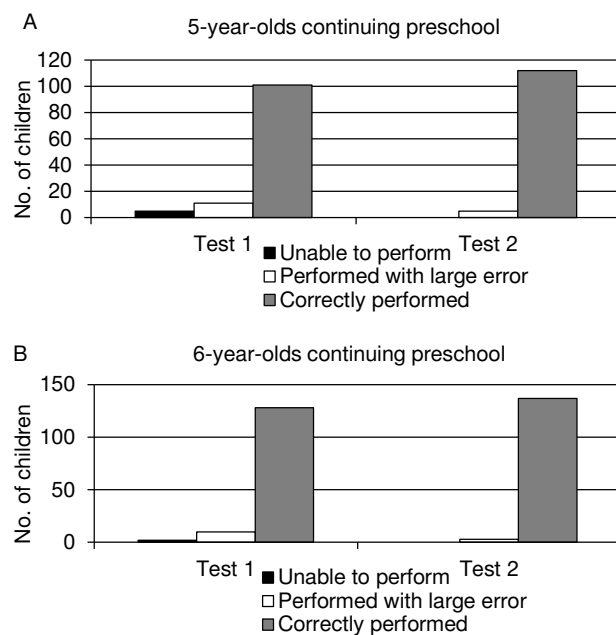 A
5-year-olds continuing preschool
120
100
80
60
40
20
0
No. of children
Test 1
Test 2
Unable to perform
Performed with large error
Correctly performed
B
6-year-olds continuing preschool
150
100
50
0
No. of children
Test 1
Test 2
Unable to perform
Performed with large error
Correctly performed